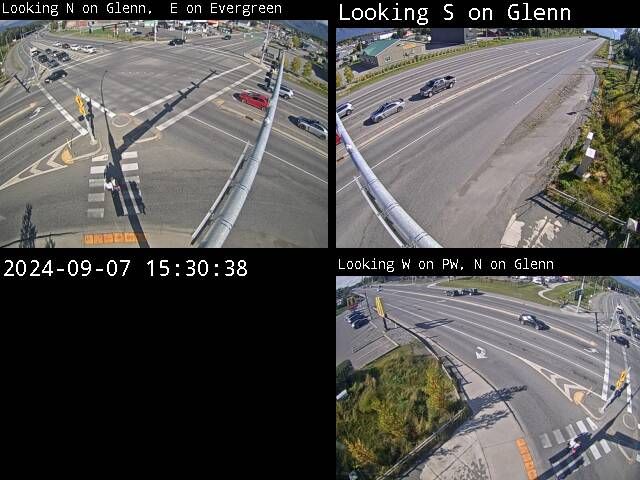 Looking N on Glenn,  E on Evergreen
Looking S on Glenn
2024-09-07 15:30:38
Looking W on PW, N on Glenn